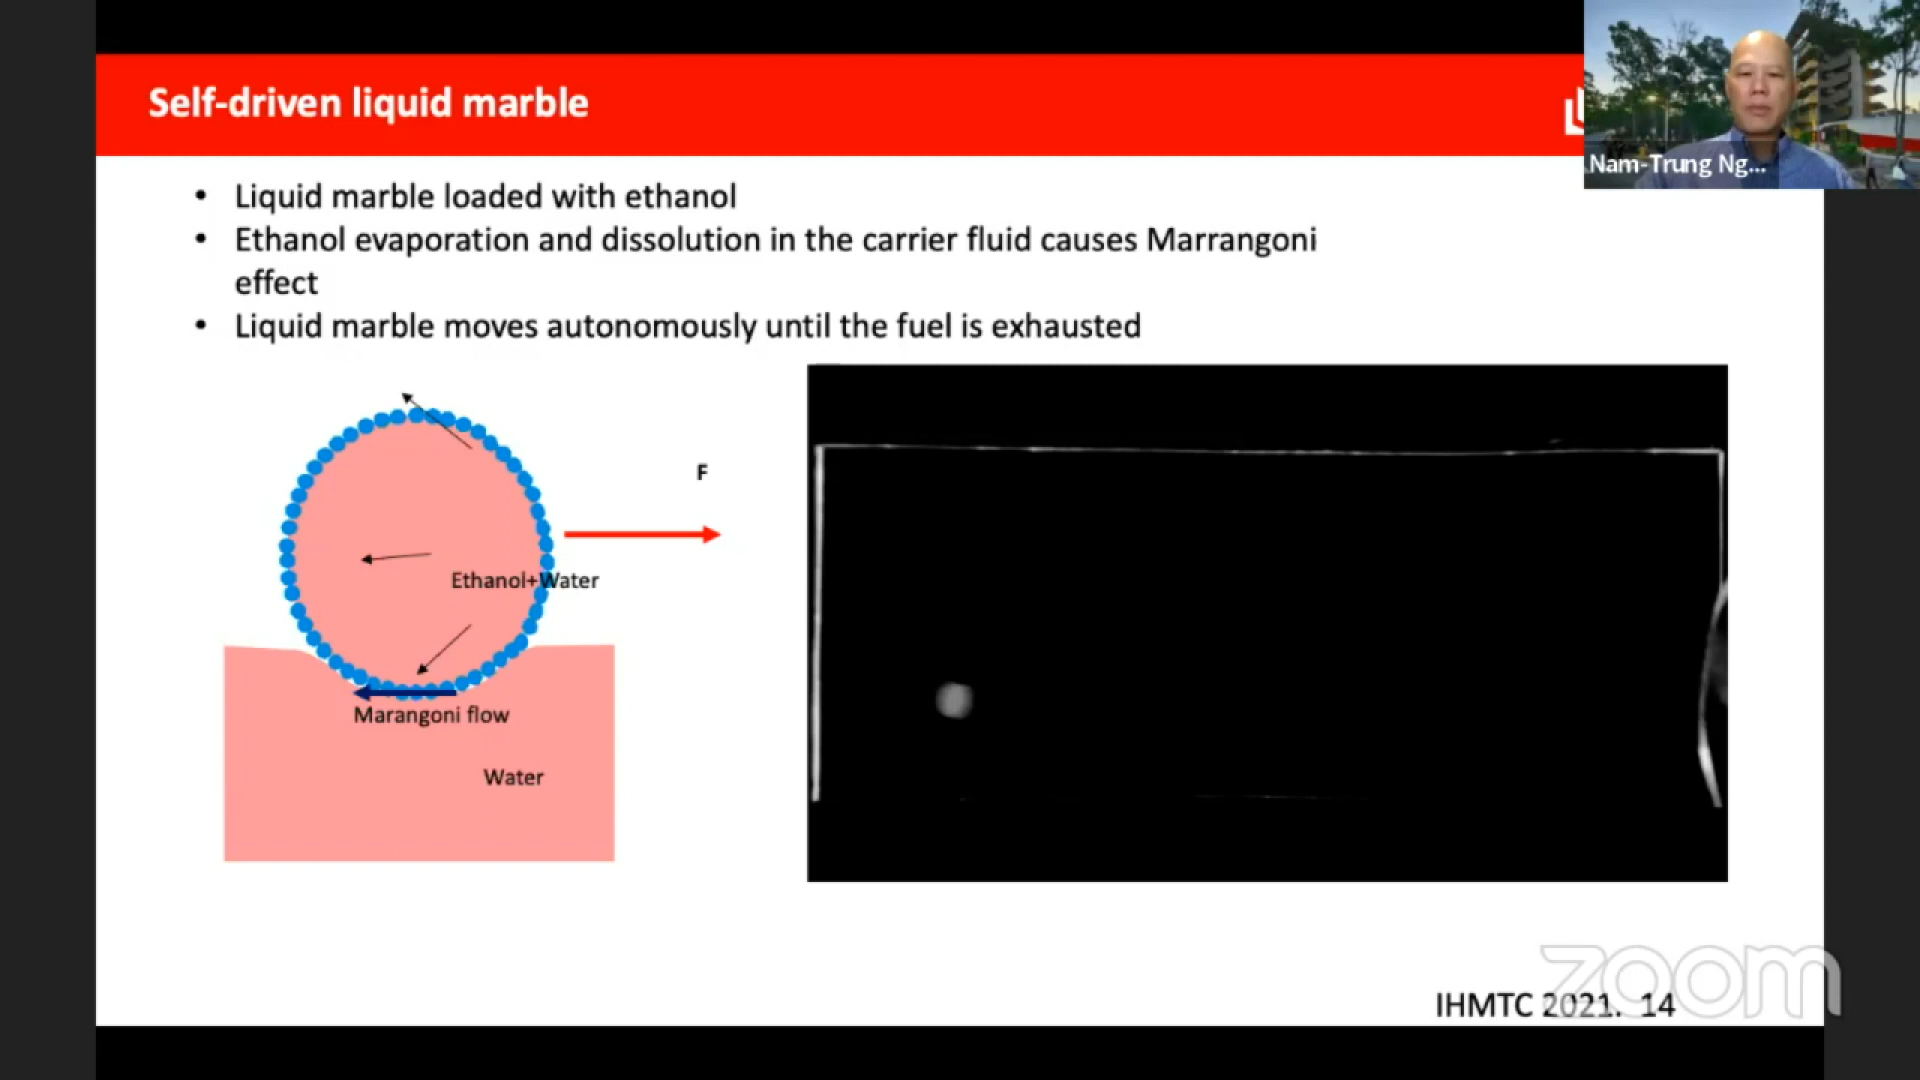 Self-driven liquid marble
Nam-Trung Ng...
• Liquid marble loaded with ethanol
• Ethanol evaporation and dissolution in the carrier fluid causes Marrangoni
effect
• Liquid marble moves autonomously until the fuel is exhausted
F
Ethanol+Water
Marangoni flow
Water
zoom
IHMTC 2021. 14